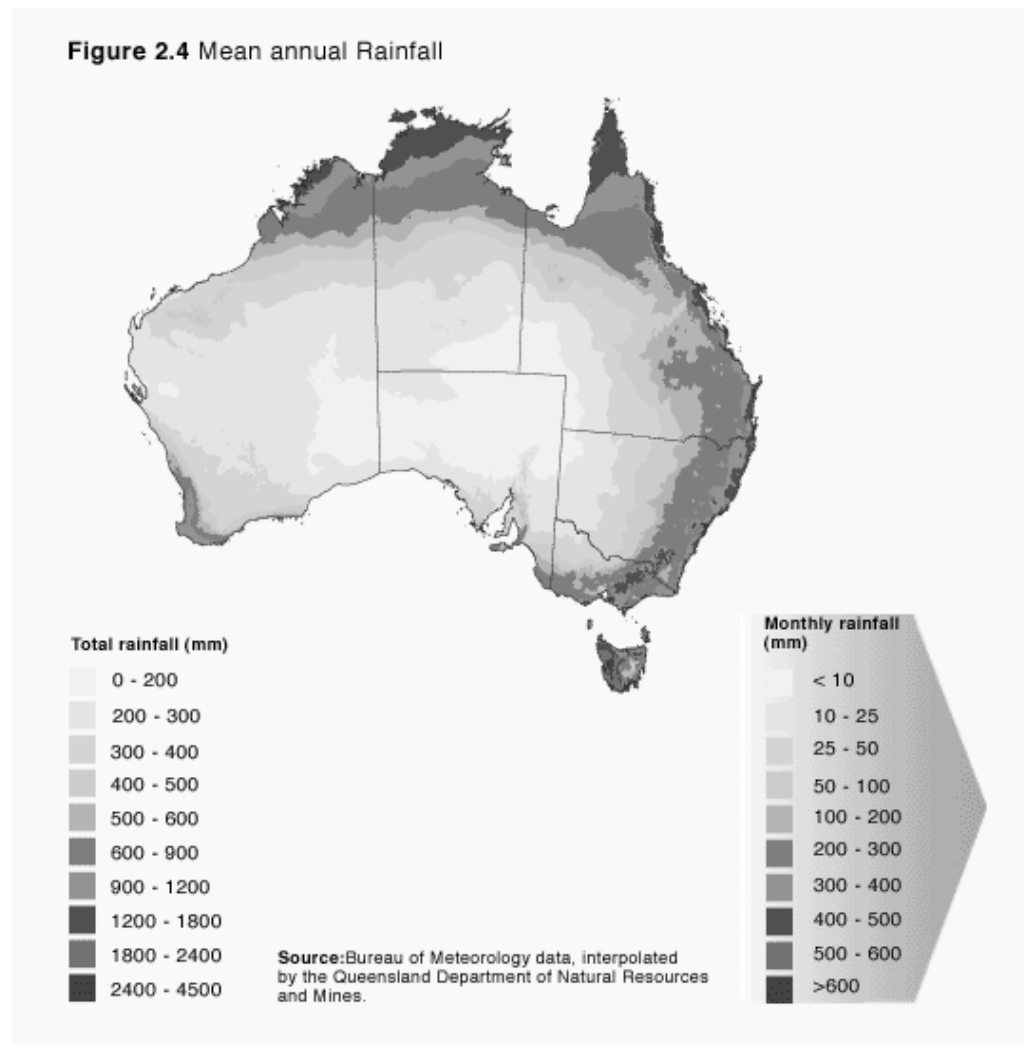 Figure 2.4 Mean annual Rainfall
Total rainfall (mm)
0 - 200
200 - 300
300 - 400
400 - 500
500 - 600
600 - 900
900 - 1200
1200 - 1800
1800 - 2400
2400 - 4500
Source:Bureau of Meteorology data, interpolated
by the Queensland Department of Natural Resources
and Mines.
Monthly rainfall
(mm)
< 10
10 - 25
25 - 50
50 - 100
100 - 200
200 - 300
300 - 400
400 - 500
500 - 600
>600